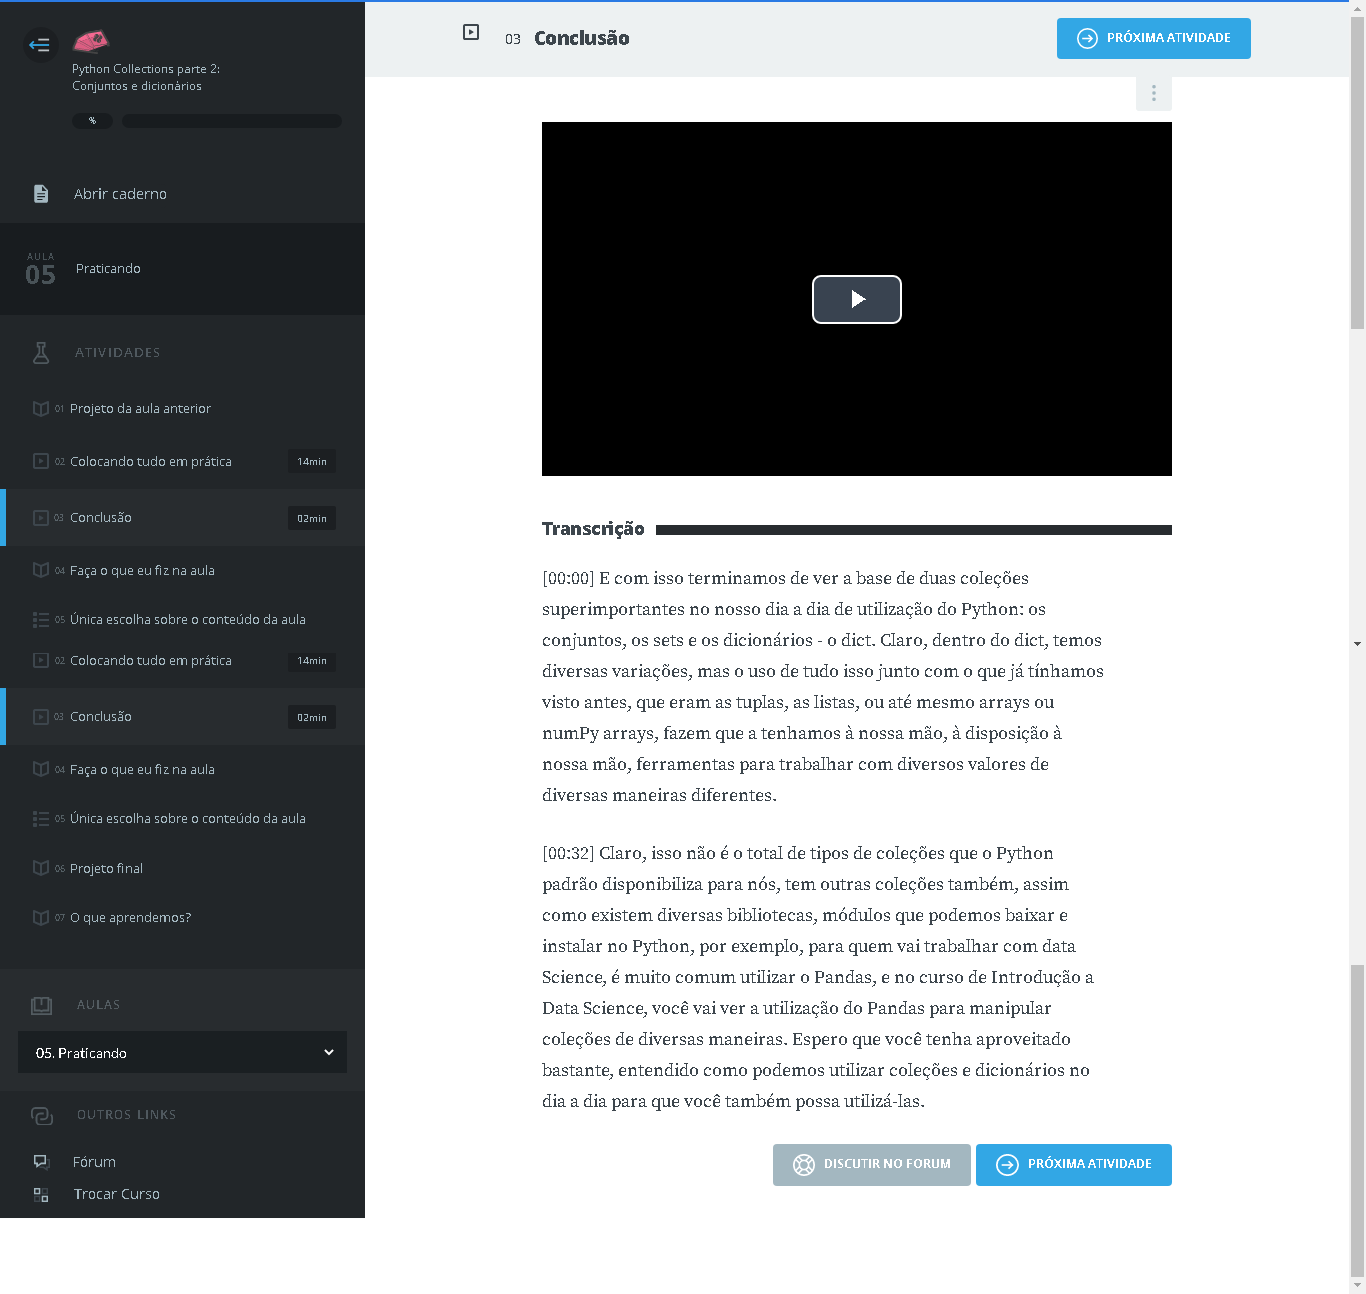 Python Collections parte 2:
Conjuntos e dicionários
%
Abrir caderno
AULA
05
Praticando
ATIVIDADES
01 Projeto da aula anterior
02 Colocando tudo em prática 14min
03 Conclusão 02min
04 Faça o que eu fiz na aula
05 Única escolha sobre o conteúdo da aula
02 Colocando tudo em prática 14min
03 Conclusão 02min
04 Faça o que eu fiz na aula
05 Única escolha sobre o conteúdo da aula
06 Projeto final
07 O que aprendemos?
AULAS
05. Praticando
OUTROS LINKS
Fórum
Trocar Curso
03 Conclusão
PRÓXIMA ATIVIDADE
Transcrição
[00:00] E com isso terminamos de ver a base de duas coleções
superimportantes no nosso dia a dia de utilização do Python: os
conjuntos, os sets e os dicionários - o dict. Claro, dentro do dict, temos
diversas variações, mas o uso de tudo isso junto com o que já tínhamos
visto antes, que eram as tuplas, as listas, ou até mesmo arrays ou
numPy arrays, fazem que a tenhamos à nossa mão, à disposição à
nossa mão, ferramentas para trabalhar com diversos valores de
diversas maneiras diferentes.
[00:32] Claro, isso não é o total de tipos de coleções que o Python
padrão disponibiliza para nós, tem outras coleções também, assim
como existem diversas bibliotecas, módulos que podemos baixar e
instalar no Python, por exemplo, para quem vai trabalhar com data
Science, é muito comum utilizar o Pandas, e no curso de Introdução a
Data Science, você vai ver a utilização do Pandas para manipular
coleções de diversas maneiras. Espero que você tenha aproveitado
bastante, entendido como podemos utilizar coleções e dicionários no
dia a dia para que você também possa utilizá-las.
DISCUTIR NO FORUM
PRÓXIMA ATIVIDADE